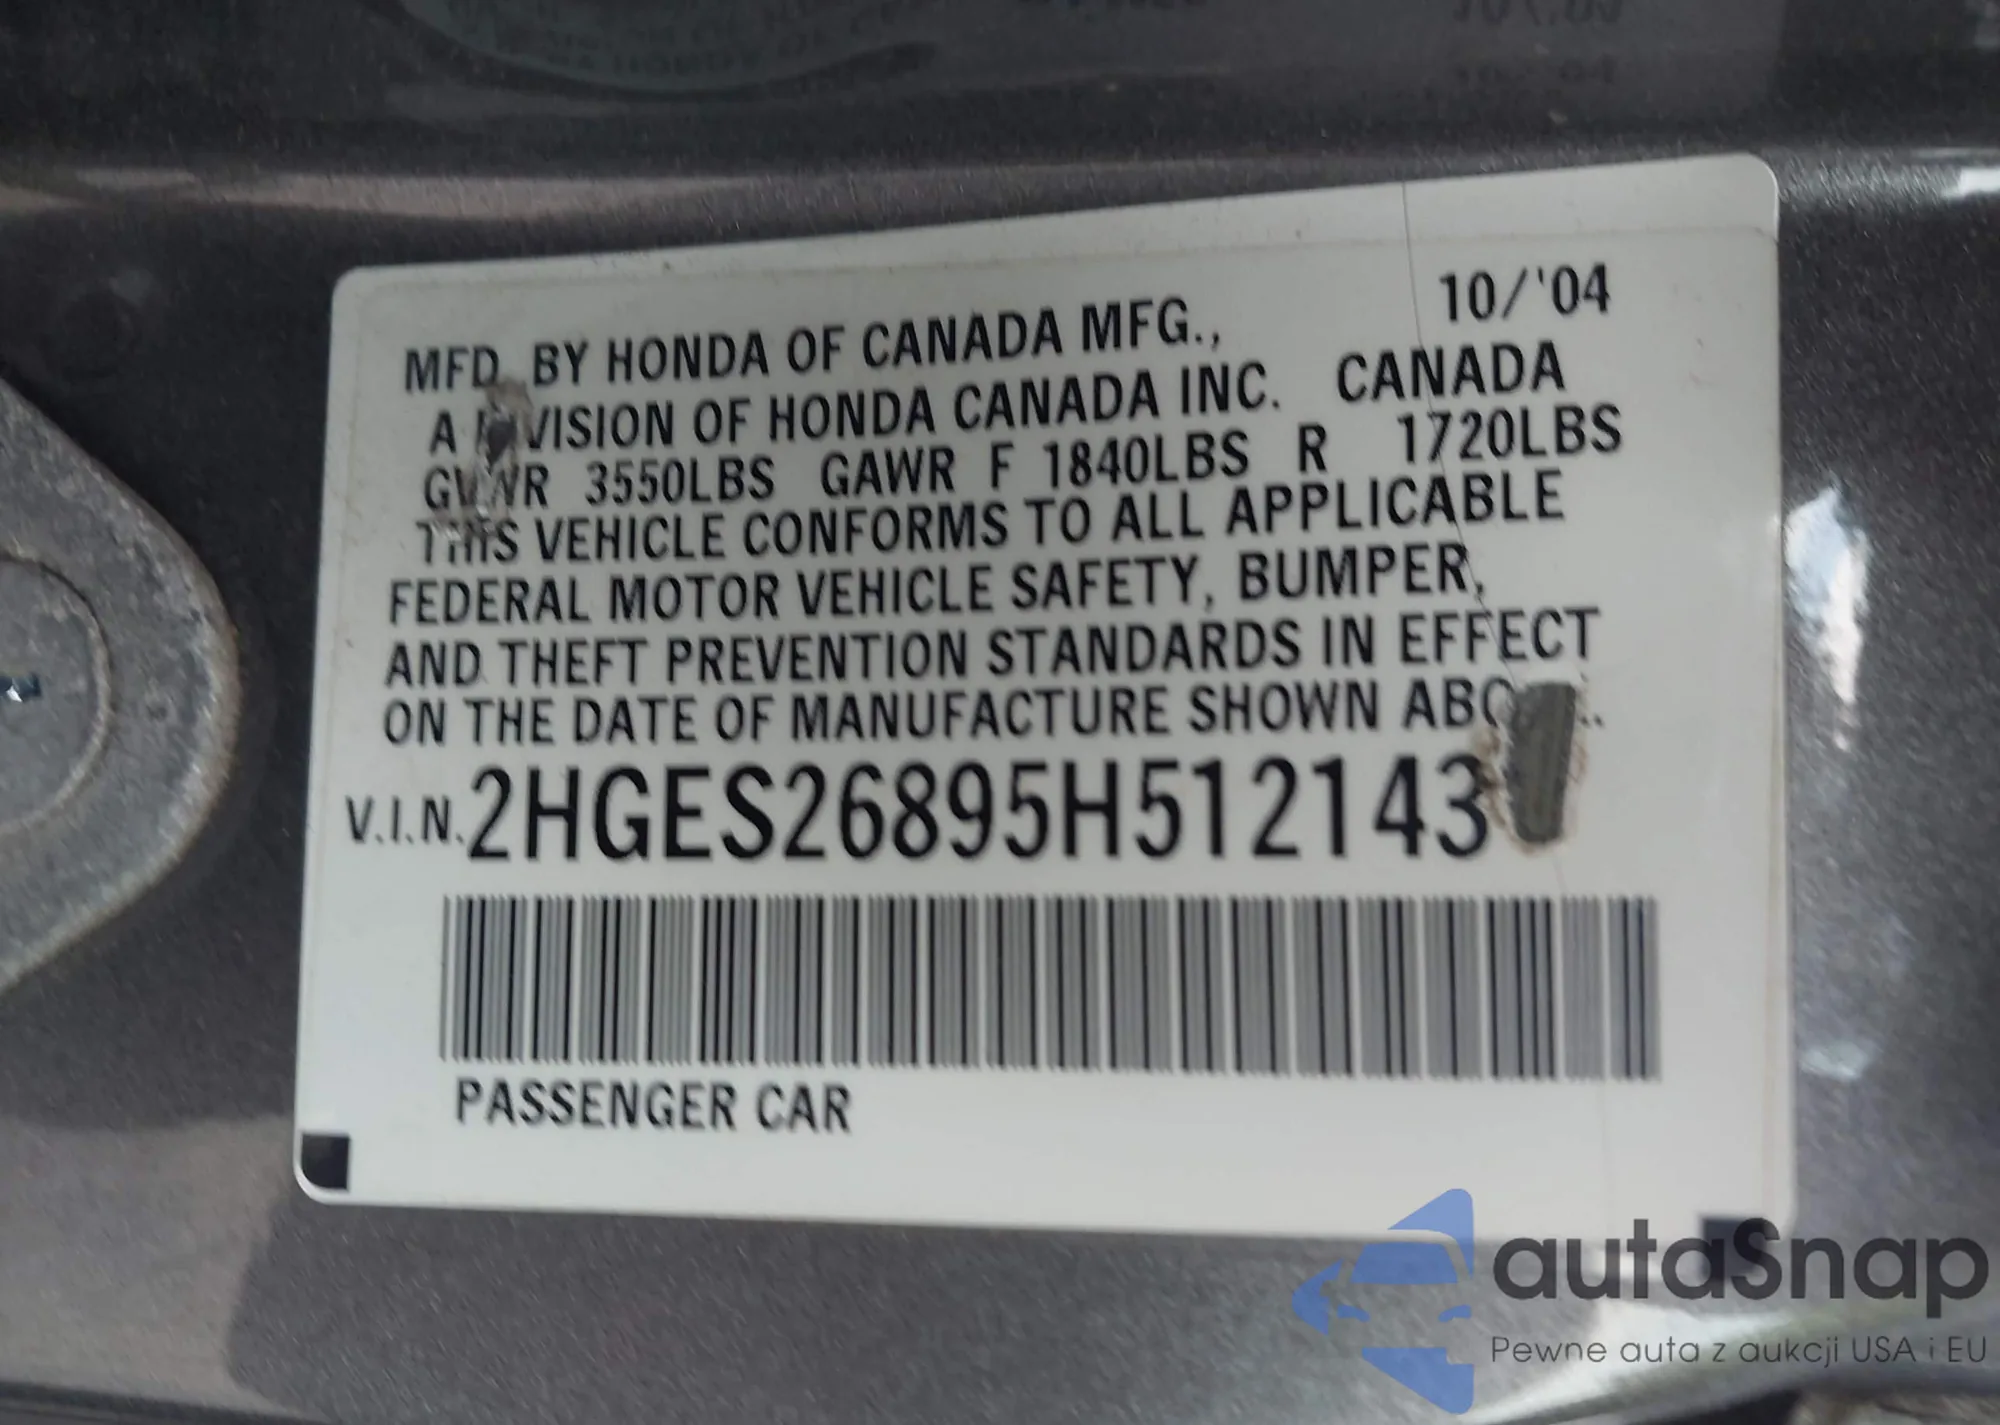 10/'04
MFD. BY HONDA OF CANADA MFG.,
A DIVISION OF HONDA CANADA INC. CANADA
GVWR 3550LBS GAWR F 1840LBS R 1720LBS
THIS VEHICLE CONFORMS TO ALL APPLICABLE
FEDERAL MOTOR VEHICLE SAFETY, BUMPER,
AND THEFT PREVENTION STANDARDS IN EFFECT
ON THE DATE OF MANUFACTURE SHOWN
V.I.N. 2HGES26895H512143
PASSENGER CAR
autaSnap
Pewne auta z aukcji USA i EU